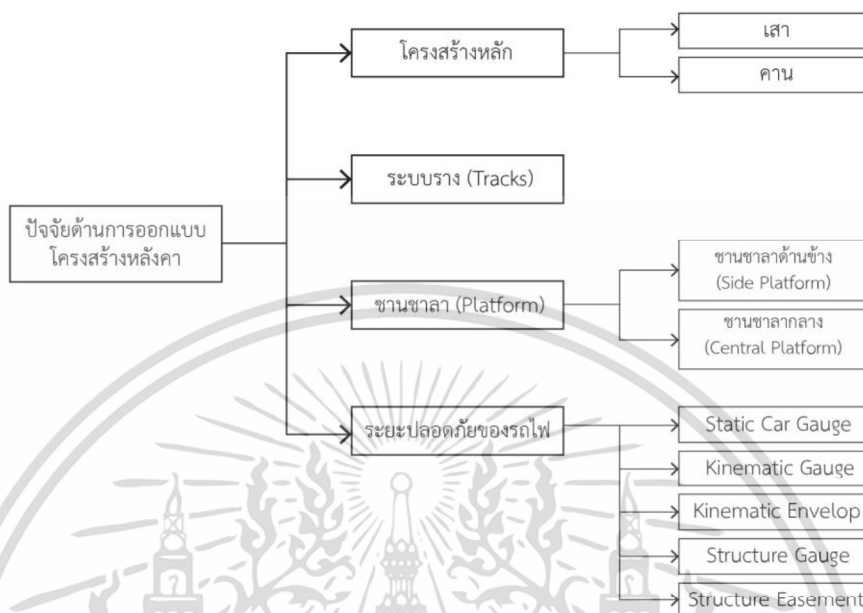 โครงสร้างหลัก
เสา
คาน
ระบบราง (Tracks)
ปัจจัยด้านการออกแบบ
โครงสร้างหลังคา
ชานชาลา (Platform)
ชานชาลาด้านข้าง
(Side Platform)
ชานชาลากลาง
(Central Platform)
ระยะปลอดภัยของรถไฟ
Static Car Gauge
Kinematic Gauge
Kinematic Envelop
Structure Gauge
Structure Easement